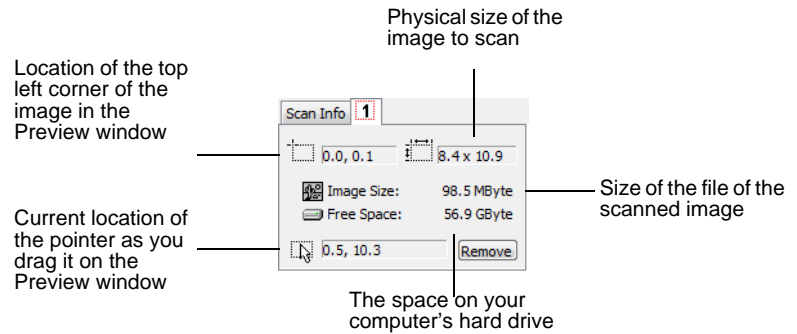 Physical size of the
image to scan
Location of the top
left corner of the
image in the
Preview window
Scan Info 1
0.0, 0.1 8.4 x 10.9
Image Size: 98.5 MByte
Free Space: 56.9 GByte
0.5, 10.3 Remove
Size of the file of the
scanned image
Current location of
the pointer as you
drag it on the
Preview window
The space on your
computer's hard drive